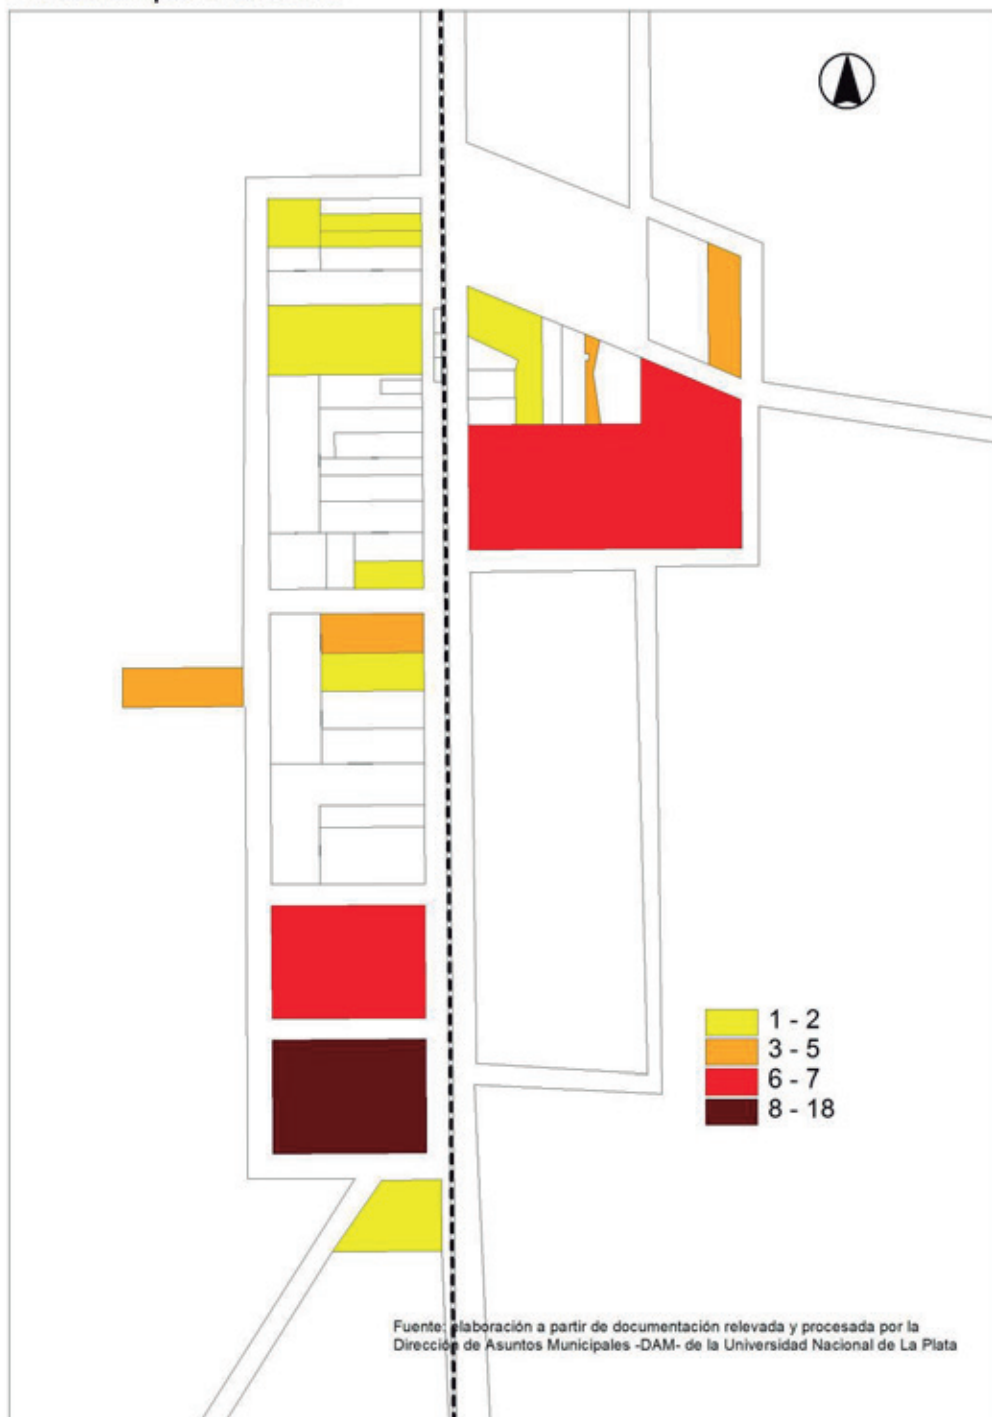 1 - 2
3 - 5
6 - 7
8 - 18
Fuente: elaboración a partir de documentación relevada y procesada por la
Dirección de Asuntos Municipales -DAM- de la Universidad Nacional de La Plata